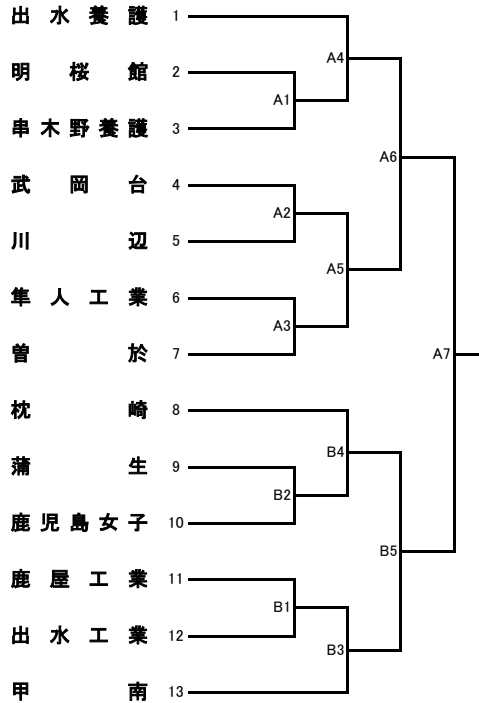 出水養護 1
A4
明桜館 2
A1
串木野養護 3
A6
武岡台 4
A2
川辺 5
A5
隼人工業 6
A3
曽於 7
A7
枕崎 8
B4
蒲生 9
B2
鹿児島女子 10
B5
鹿屋工業 11
B1
出水工業 12
B3
甲南 13